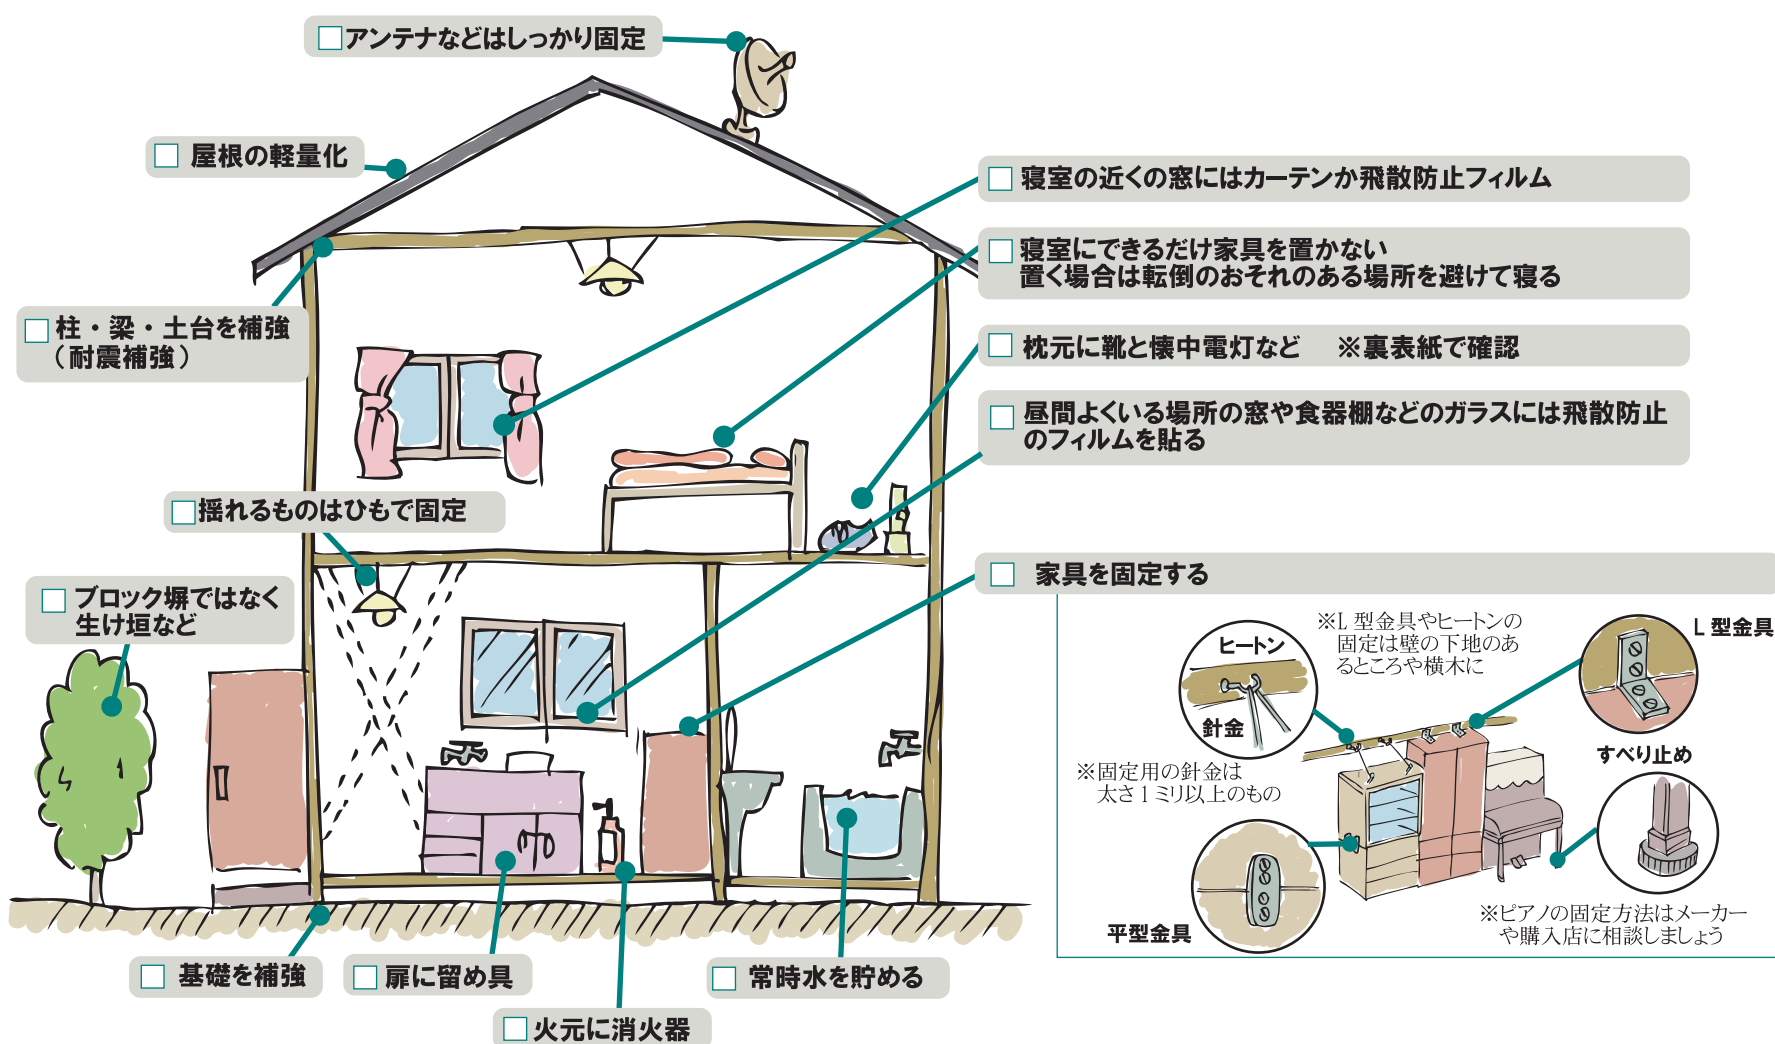 □アンテナなどはしっかり固定
□ 屋根の軽量化
□ 柱・梁・土台を補強
（耐震補強）
□揺れるものはひもで固定
□ ブロック塀ではなく
生け垣など
□ 寝室の近くの窓にはカーテンか飛散防止フィルム
□ 寝室にできるだけ家具を置かない
置く場合は転倒のおそれのある場所を避けて寝る
□ 枕元に靴と懐中電灯など ※裏表紙で確認
□ 昼間よくいる場所の窓や食器棚などのガラスには飛散防止
のフィルムを貼る
□ 家具を固定する
ヒートン
針金
※L 型金具やヒートンの
固定は壁の下地のあ
るところや横木に
L 型金具
※固定用の針金は
太さ１ミリ以上のもの
すべり止め
平型金具
※ピアノの固定方法はメーカー
や購入店に相談しましょう
□ 基礎を補強
□ 扉に留め具
□ 火元に消火器
□ 常時水を貯める